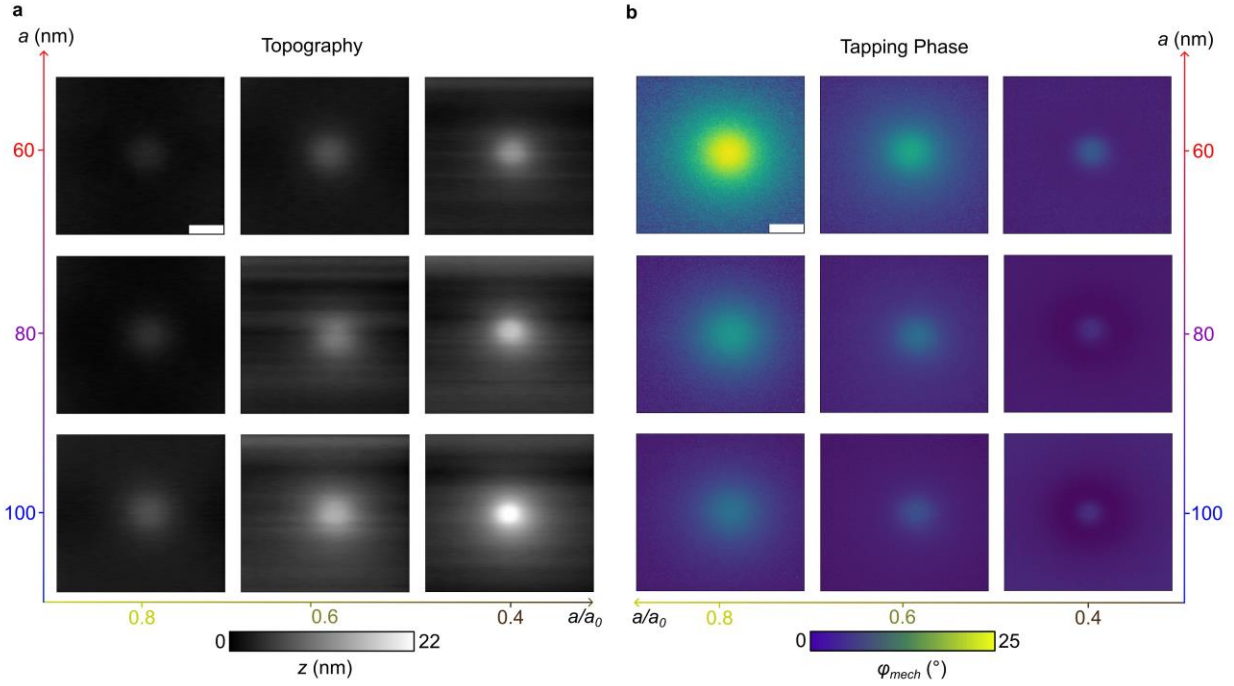 a
a (nm)
Topography
60
80
100
0.8
0.6
0.4
a/a0
0
22
z (nm)
b
Tapping Phase
a (nm)
60
80
100
a/a0
0.8
0.6
0.4
0
25
φmech (°)